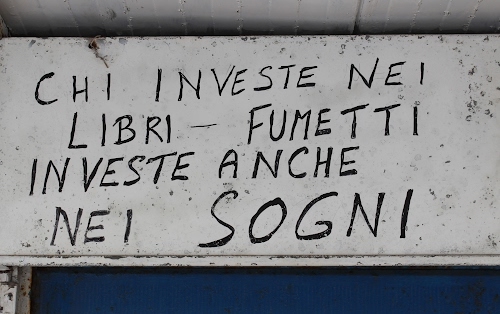 CHI INVESTE NEI
LIBRI - FUMETTI
INVESTE ANCHE
NEI SOGNI